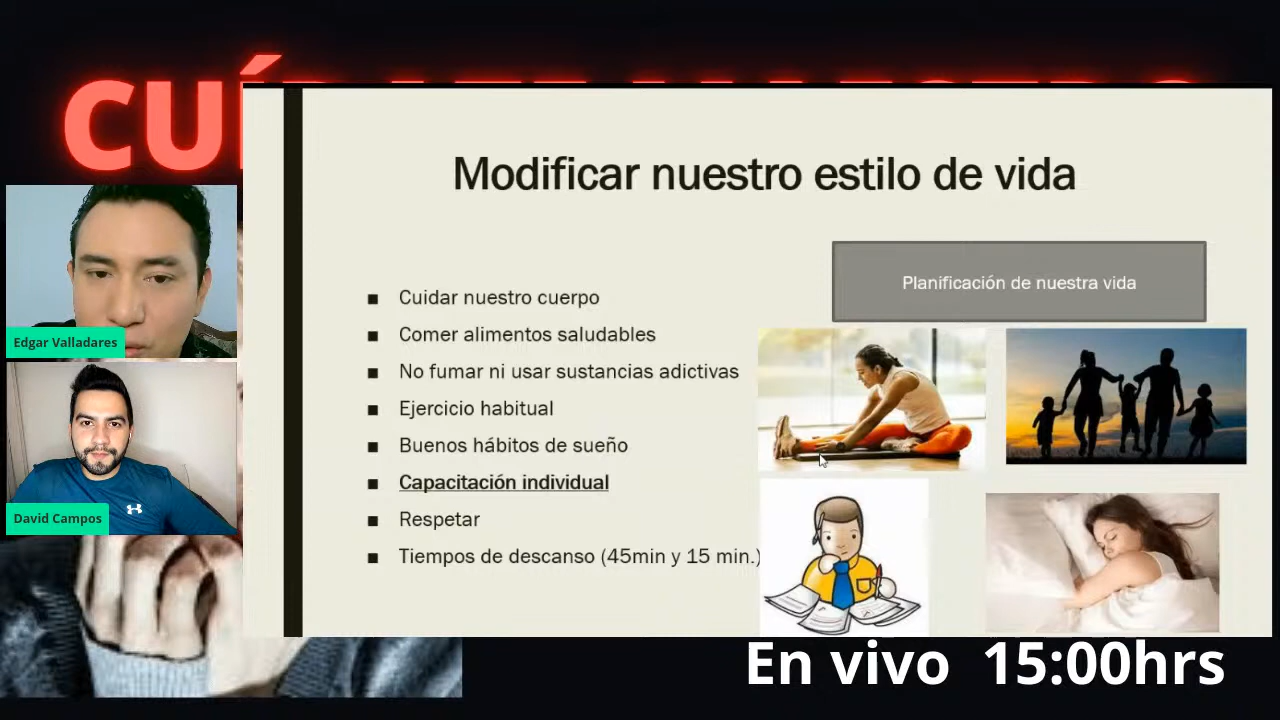 CUÍ
Modificar nuestro estilo de vida
Planificación de nuestra vida
■ Cuidar nuestro cuerpo
■ Comer alimentos saludables
■ No fumar ni usar sustancias adictivas
■ Ejercicio habitual
■ Buenos hábitos de sueño
■ Capacitación individual
■ Respetar
■ Tiempos de descanso (45min y 15 min.)
Edgar Valladares
David Campos
En vivo 15:00hrs